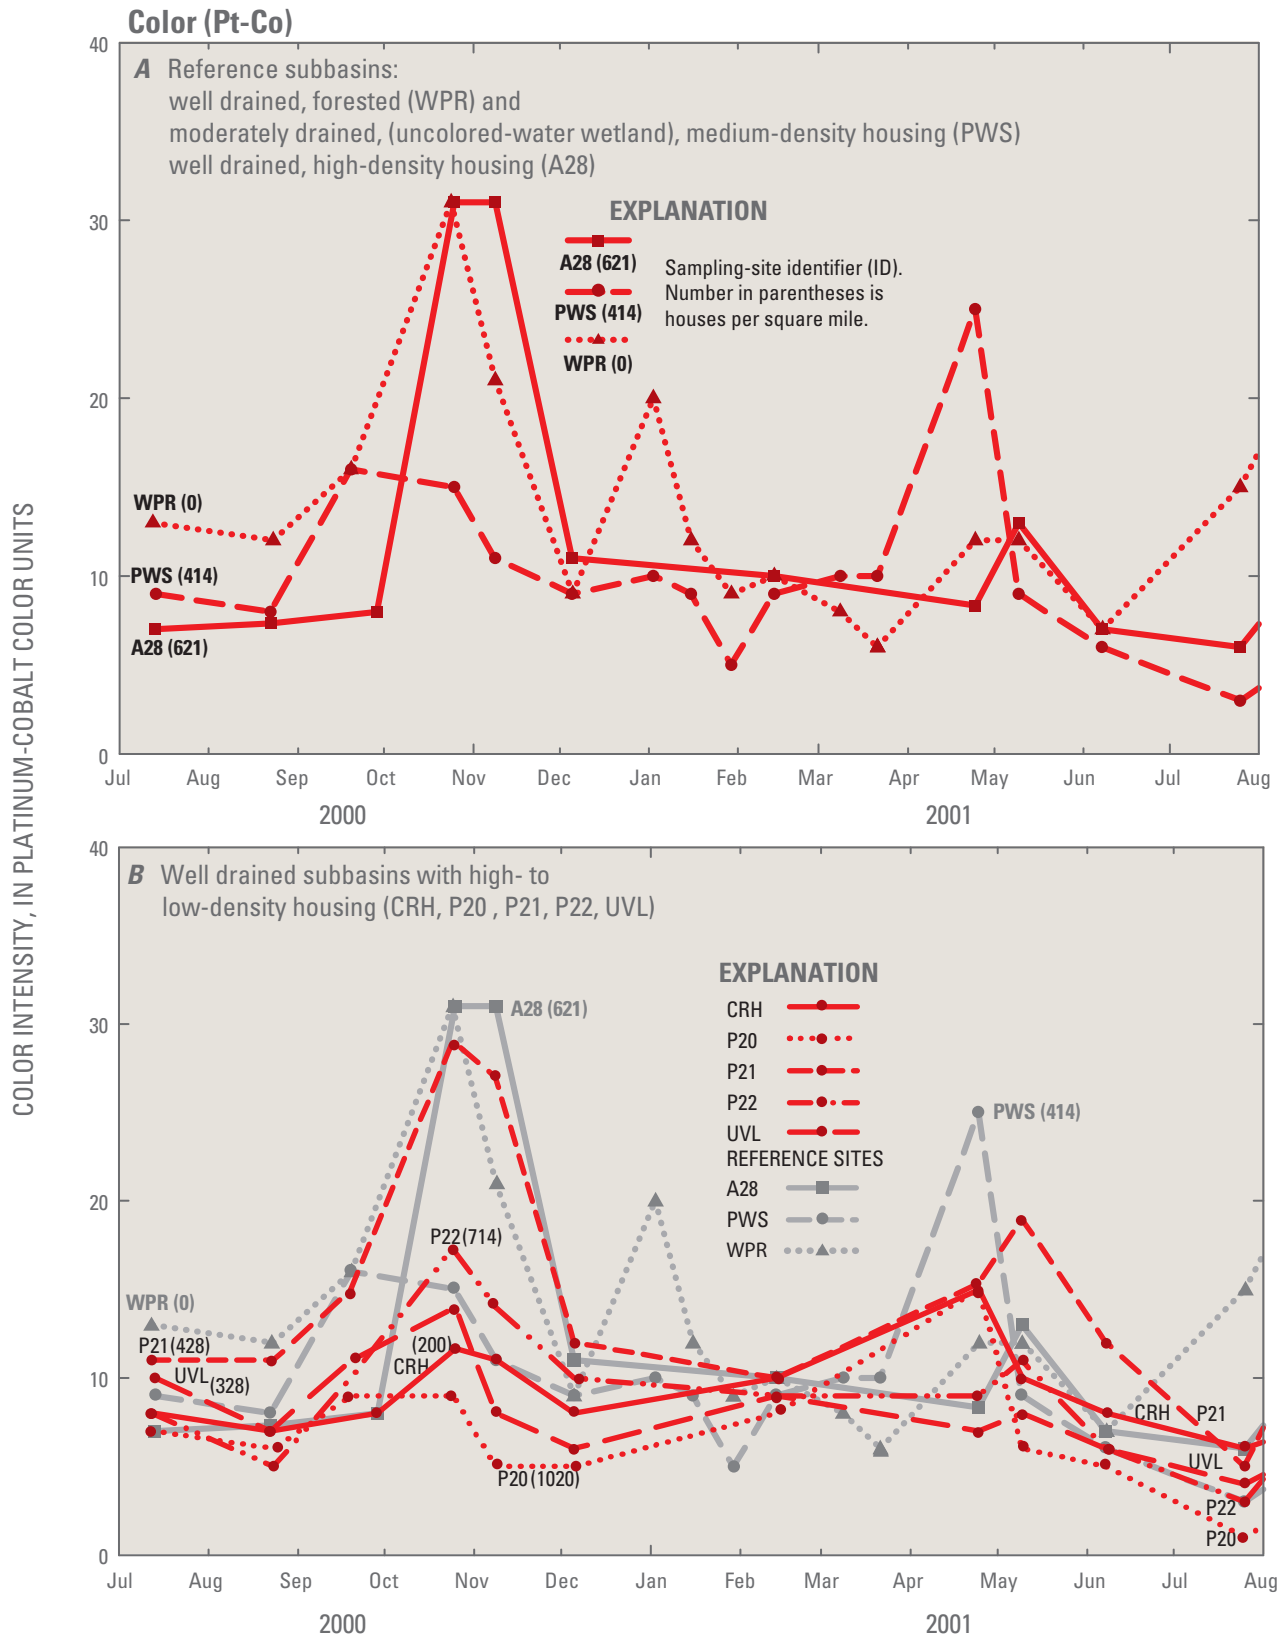 Color (Pt-Co)
COLOR INTENSITY, IN PLATINUM-COBALT COLOR UNITS
40
30
20
10
0
A Reference subbasins:
well drained, forested (WPR) and
moderately drained, (uncolored-water wetland), medium-density housing (PWS)
well drained, high-density housing (A28)
EXPLANATION
A28 (621)
PWS (414)
WPR (0)
Sampling-site identifier (ID).
Number in parentheses is
houses per square mile.
WPR (0)
PWS (414)
A28 (621)
Jul Aug Sep Oct Nov Dec Jan Feb Mar Apr May Jun Jul Aug
2000 2001
40
30
20
10
0
B Well drained subbasins with high- to
low-density housing (CRH, P20 , P21, P22, UVL)
EXPLANATION
CRH
P20
P21
P22
UVL
REFERENCE SITES
A28
PWS
WPR
A28 (621)
PWS (414)
P22 (714)
WPR (0)
P21 (428)
UVL (328)
(200)
CRH
P20 (1020)
CRH
P21
UVL
P22
P20
Jul Aug Sep Oct Nov Dec Jan Feb Mar Apr May Jun Jul Aug
2000 2001